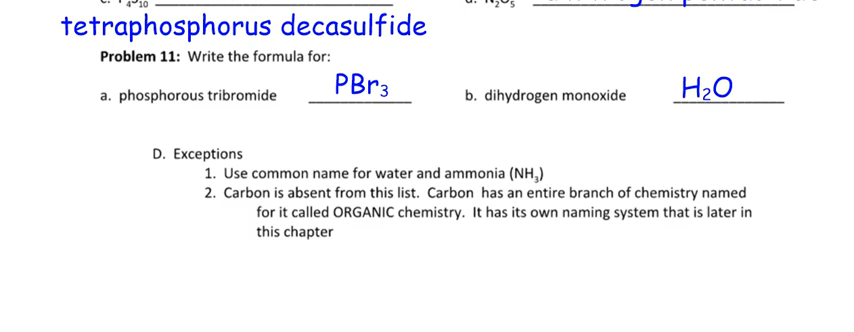 tetraphosphorus decasulfide
Problem 11: Write the formula for:
a. phosphorous tribromide PBr₃ b. dihydrogen monoxide H₂O
D. Exceptions
1. Use common name for water and ammonia (NH₃)
2. Carbon is absent from this list. Carbon has an entire branch of chemistry named
for it called ORGANIC chemistry. It has its own naming system that is later in
this chapter